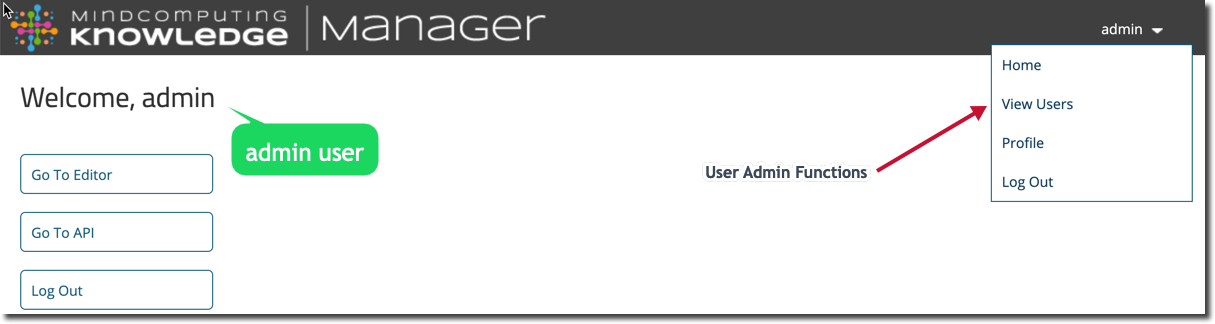 MINDCOMPUTING
KNOWLEDGE
Manager
admin
Home
View Users
Profile
Log Out
Welcome, admin
admin user
User Admin Functions
Go To Editor
Go To API
Log Out